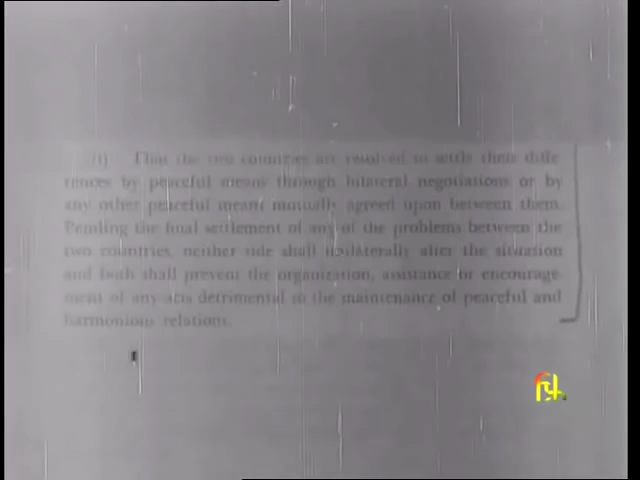 (i) That the two countries are resolved to settle their diffe
rences by peaceful means through bilateral negotiations or by
any other peaceful means mutually agreed upon between them.
Pending the final settlement of any of the problems between the
two countries, neither side shall unilaterally alter the situation
and both shall prevent the organization, assistance or encourage-
ment of any acts detrimental to the maintenance of peaceful and
harmonious relations.